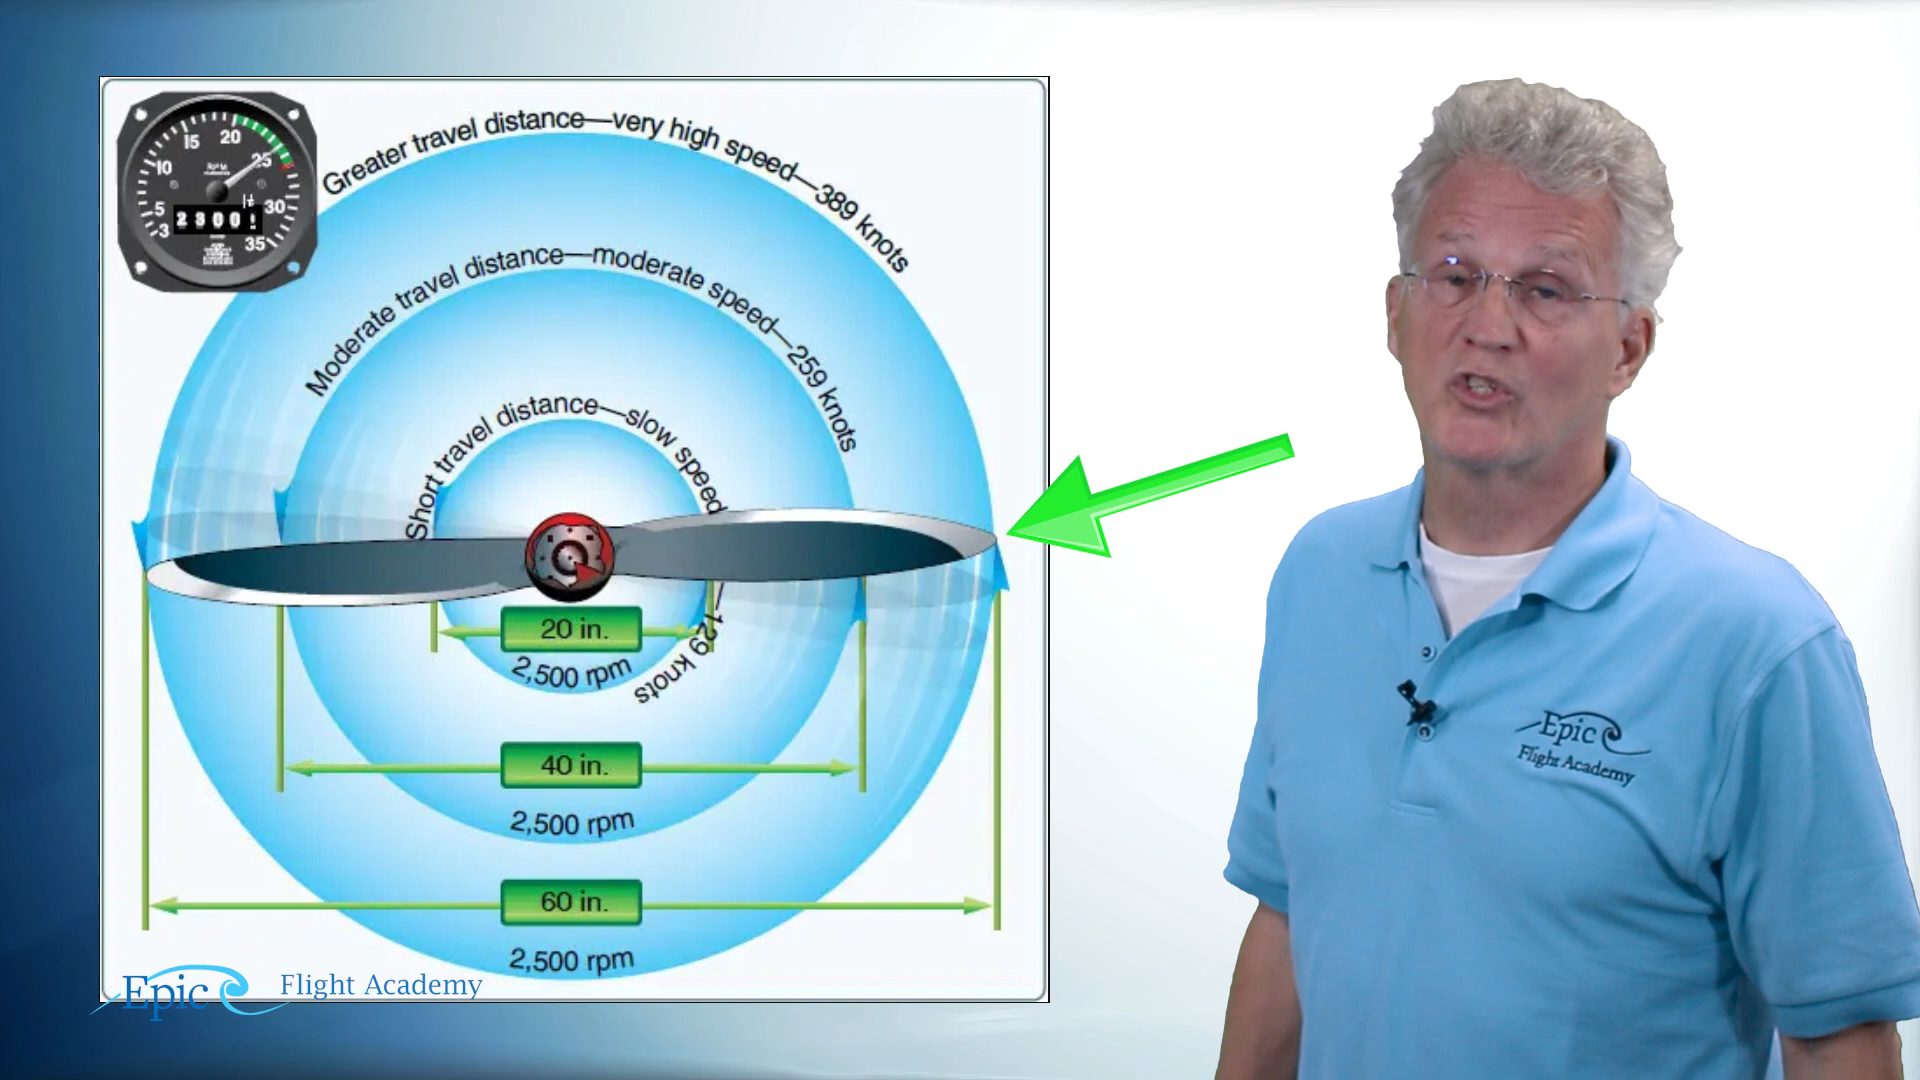 Greater travel distance—very high speed—389 knots
Moderate travel distance—moderate speed—259 knots
Short travel distance—slow speed—129 knots
3
5
10
15
20
25
30
35
RPM
2300
20 in.
2,500 rpm
40 in.
2,500 rpm
60 in.
2,500 rpm
Epic Flight Academy
Epic
Flight Academy